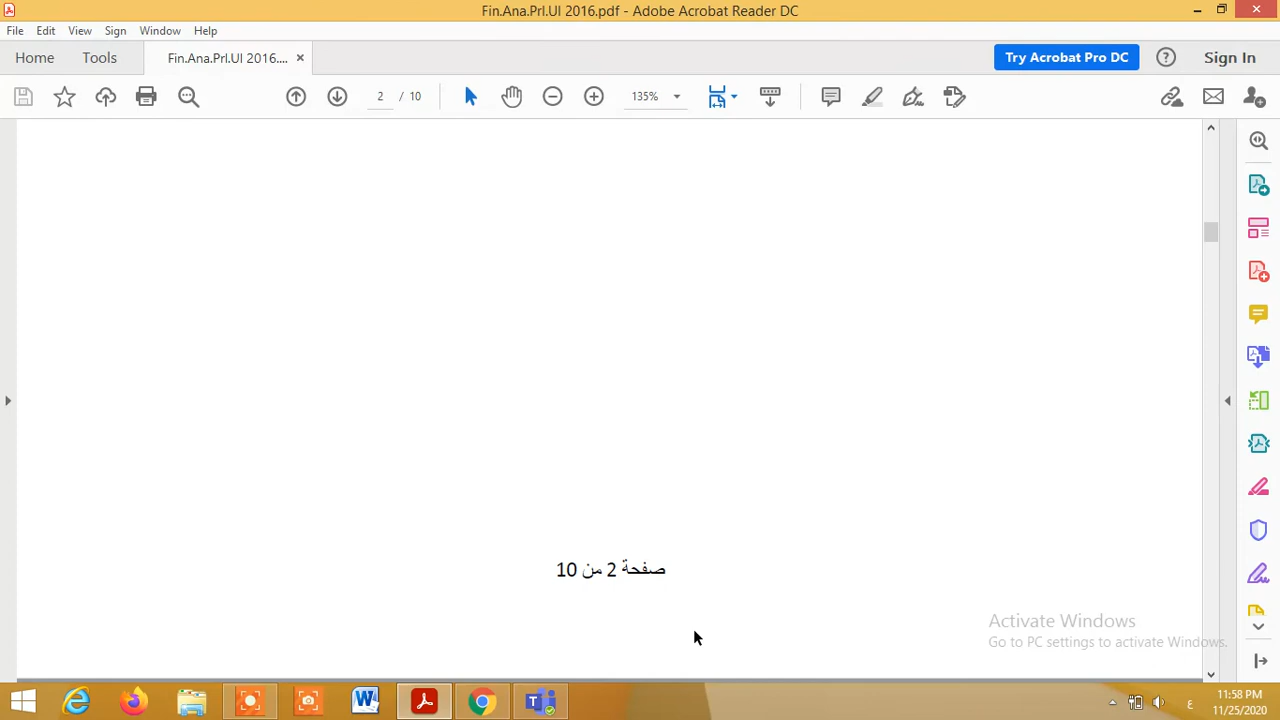 Fin.Ana.Prl.UI 2016.pdf - Adobe Acrobat Reader DC
File Edit View Sign Window Help
Home Tools Fin.Ana.Prl.UI 2016.... × Try Acrobat Pro DC ? Sign In
2 / 10 135%
صفحة 2 من 10
Activate Windows
Go to PC settings to activate Windows.
ع 11:58 PM
11/25/2020